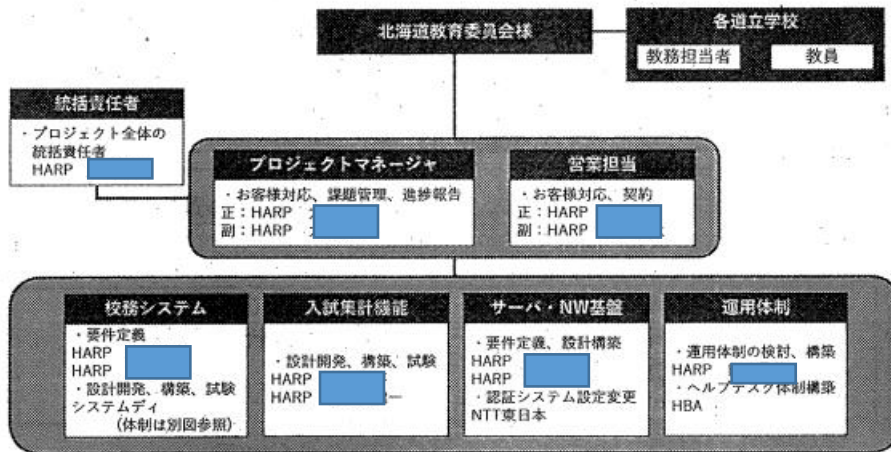 北海道教育委員会様
各道立学校
教務担当者
教員
統括責任者
・プロジェクト全体の
統括責任者
HARP
プロジェクトマネージャ
・お客様対応、課題管理、進捗報告
正：HARP
副：HARP
営業担当
・お客様対応、契約
正：HARP
副：HARP
校務システム
・要件定義
HARP
HARP
・設計開発、構築、試験
システムディ
（体制は別図参照）
入試集計機能
・設計開発、構築、試験
HARP
HARP
サーバ・NW基盤
・要件定義、設計構築
HARP
HARP
・認証システム設定変更
NTT東日本
運用体制
・運用体制の検討、構築
HARP
・ヘルプデスク体制構築
HBA